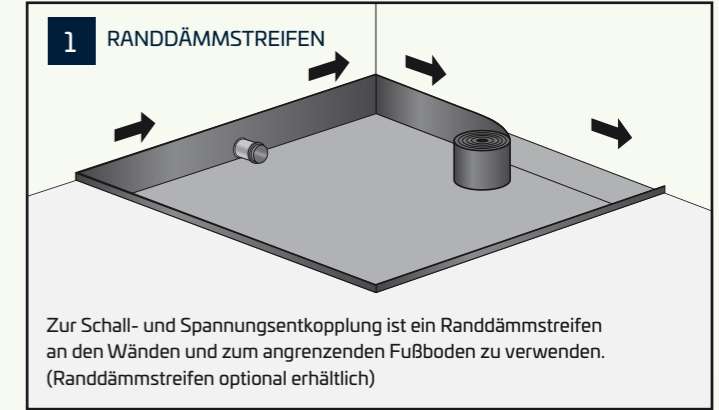 1 RANDDÄMMSTREIFEN
Zur Schall- und Spannungsentkopplung ist ein Randdämmstreifen
an den Wänden und zum angrenzenden Fußboden zu verwenden.
(Randdämmstreifen optional erhältlich)